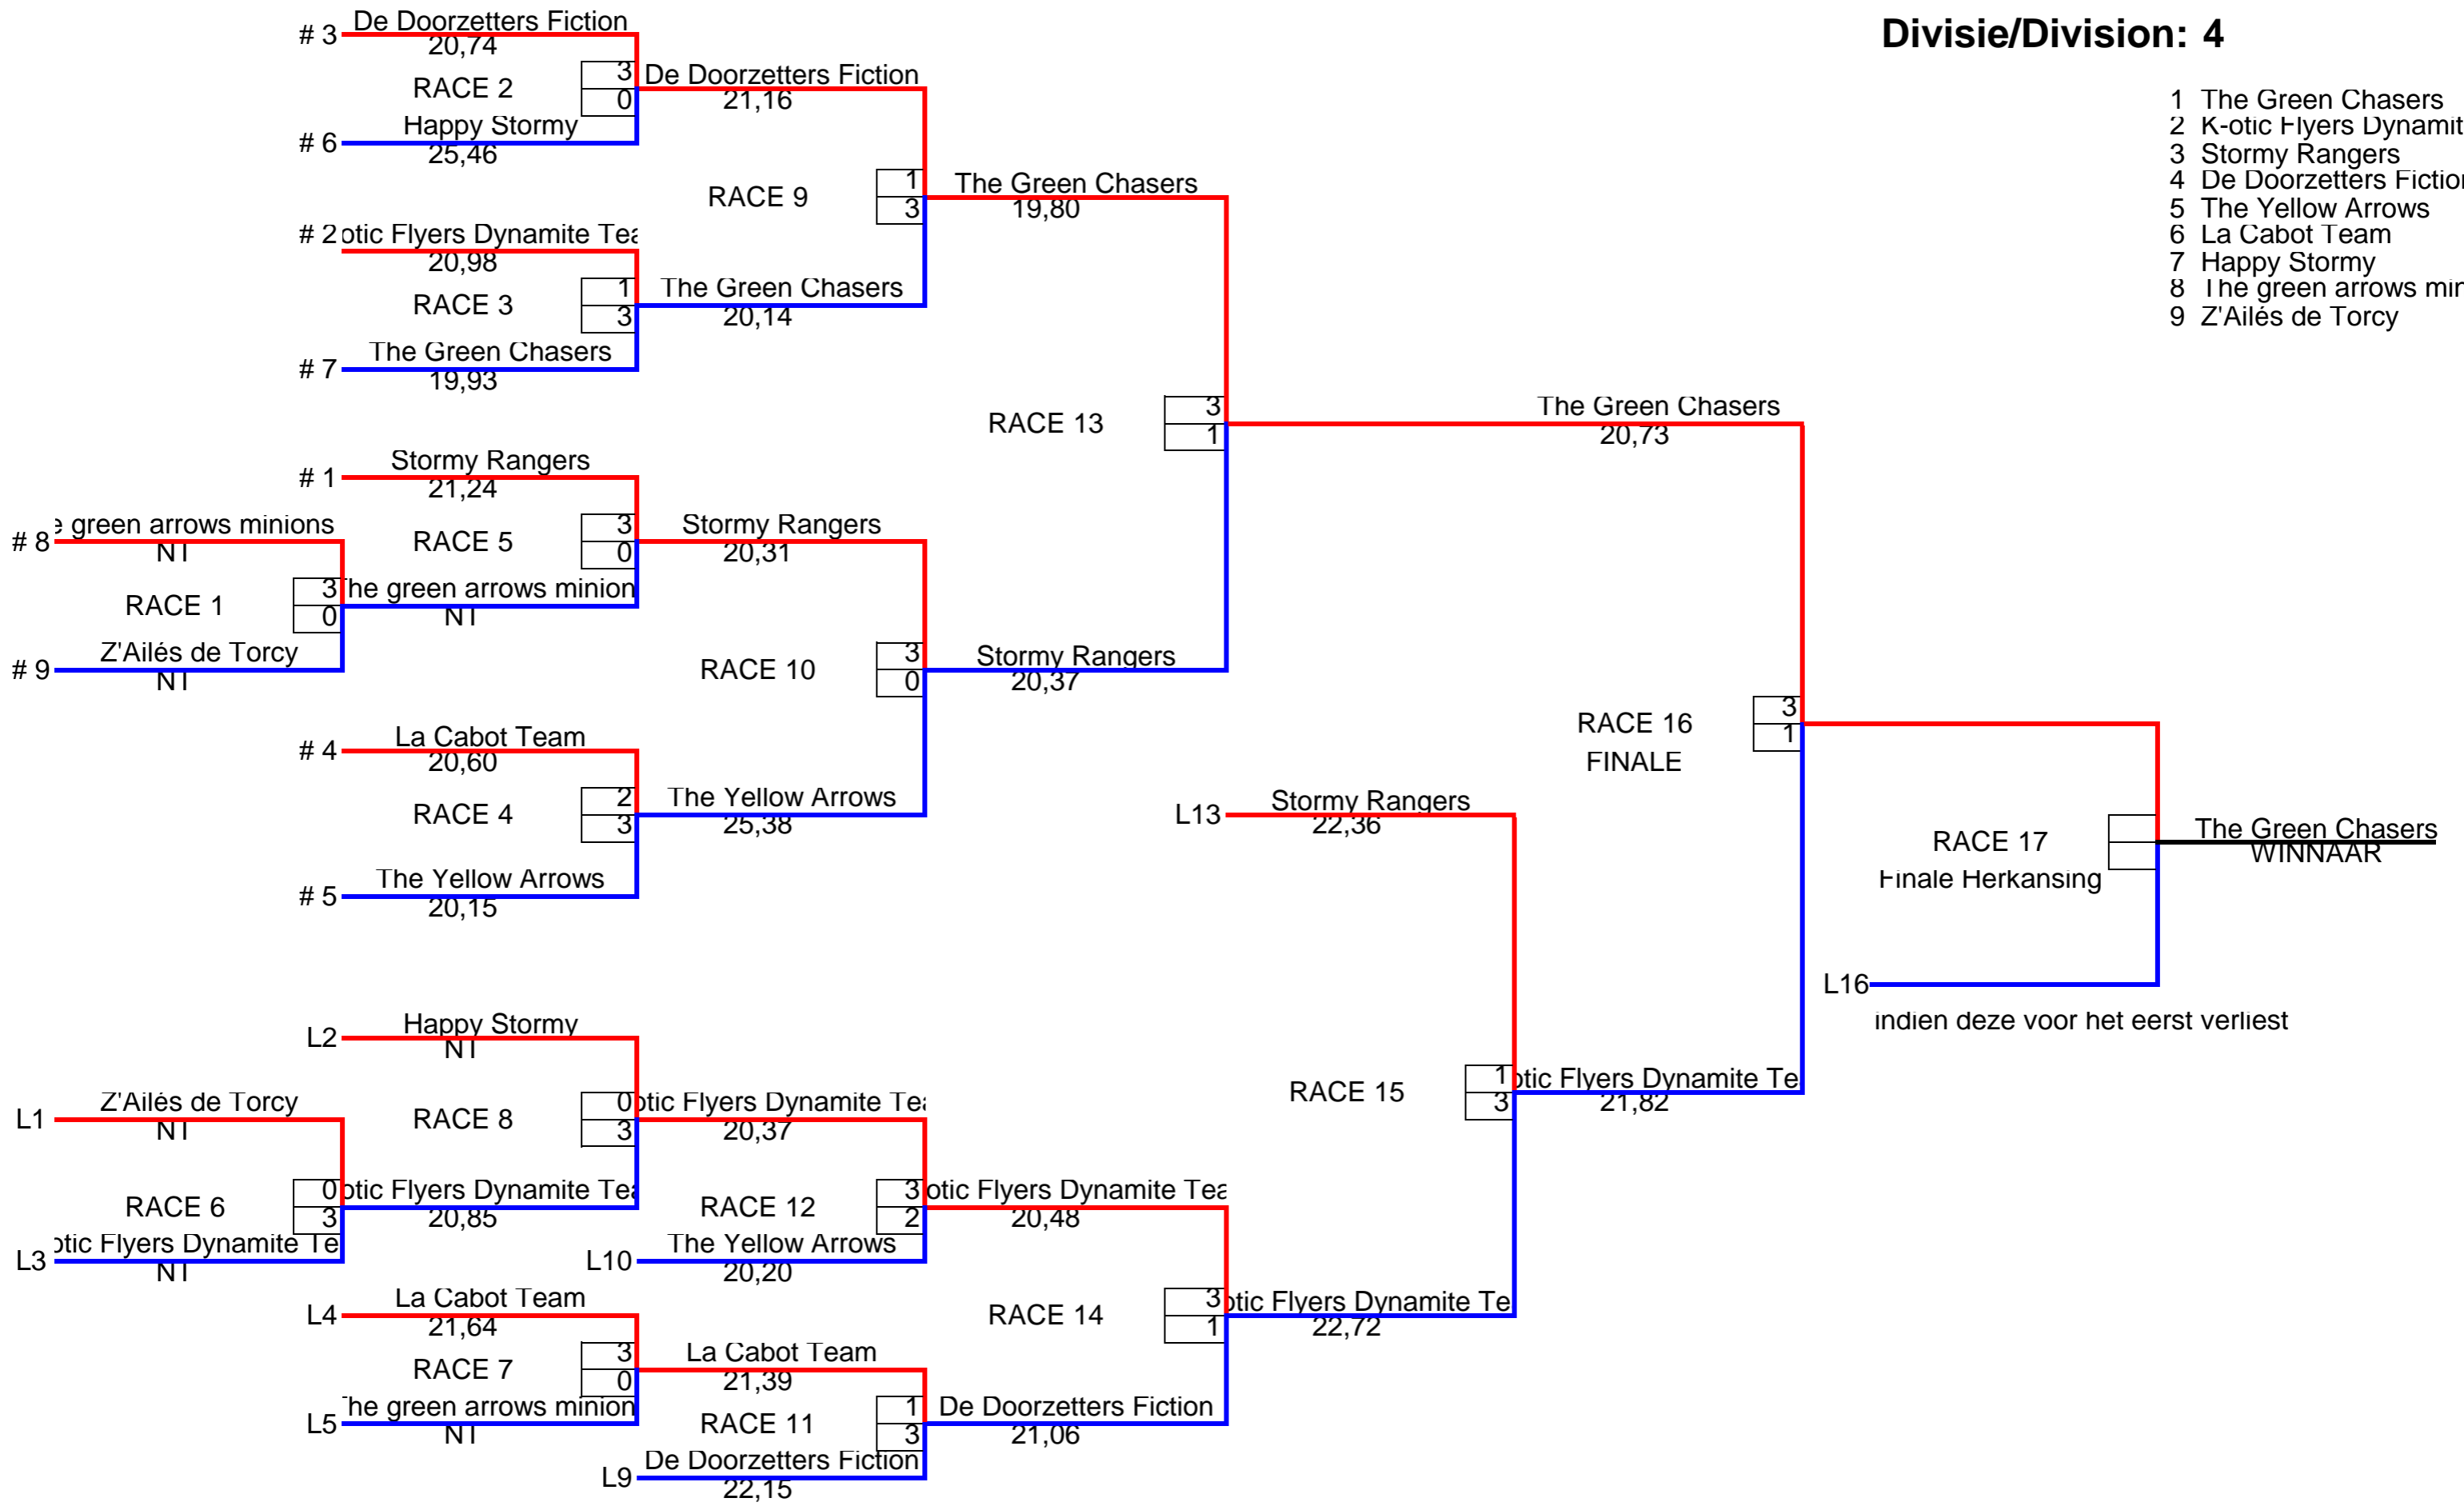 Divisie/Division: 4
1 The Green Chasers
2 K-otic Flyers Dynamit
3 Stormy Rangers
4 De Doorzetters Fiction
5 The Yellow Arrows
6 La Cabot Team
7 Happy Stormy
8 The green arrows min
9 Z'Ailés de Torcy
# 3 De Doorzetters Fiction
20,74
RACE 2
3
0
# 6 Happy Stormy
25,46
De Doorzetters Fiction
21,16
RACE 9
1
3
# 2 otic Flyers Dynamite Tea
20,98
RACE 3
1
3
# 7 The Green Chasers
19,93
The Green Chasers
20,14
The Green Chasers
19,80
RACE 13
3
1
The Green Chasers
20,73
# 1 Stormy Rangers
21,24
RACE 5
3
0
# 8 e green arrows minions
NT
RACE 1
3
0
# 9 Z'Ailés de Torcy
NT
The green arrows minion
NT
Stormy Rangers
20,31
RACE 10
3
0
Stormy Rangers
20,37
# 4 La Cabot Team
20,60
RACE 4
2
3
# 5 The Yellow Arrows
20,15
The Yellow Arrows
25,38
RACE 16
FINALE
3
1
L13 Stormy Rangers
22,36
RACE 17
Finale Herkansing
The Green Chasers
WINNAAR
L16
indien deze voor het eerst verliest
RACE 15
1
3
otic Flyers Dynamite Te
21,82
L2 Happy Stormy
NT
RACE 8
0
3
L1 Z'Ailés de Torcy
NT
RACE 6
0
3
L3 otic Flyers Dynamite Te
NT
otic Flyers Dynamite Tea
20,85
otic Flyers Dynamite Tea
20,37
RACE 12
3
2
L10 The Yellow Arrows
20,20
otic Flyers Dynamite Tea
20,48
RACE 14
3
1
otic Flyers Dynamite Te
22,72
L4 La Cabot Team
21,64
RACE 7
3
0
L5 The green arrows minion
NT
La Cabot Team
21,39
RACE 11
1
3
L9 De Doorzetters Fiction
22,15
De Doorzetters Fiction
21,06